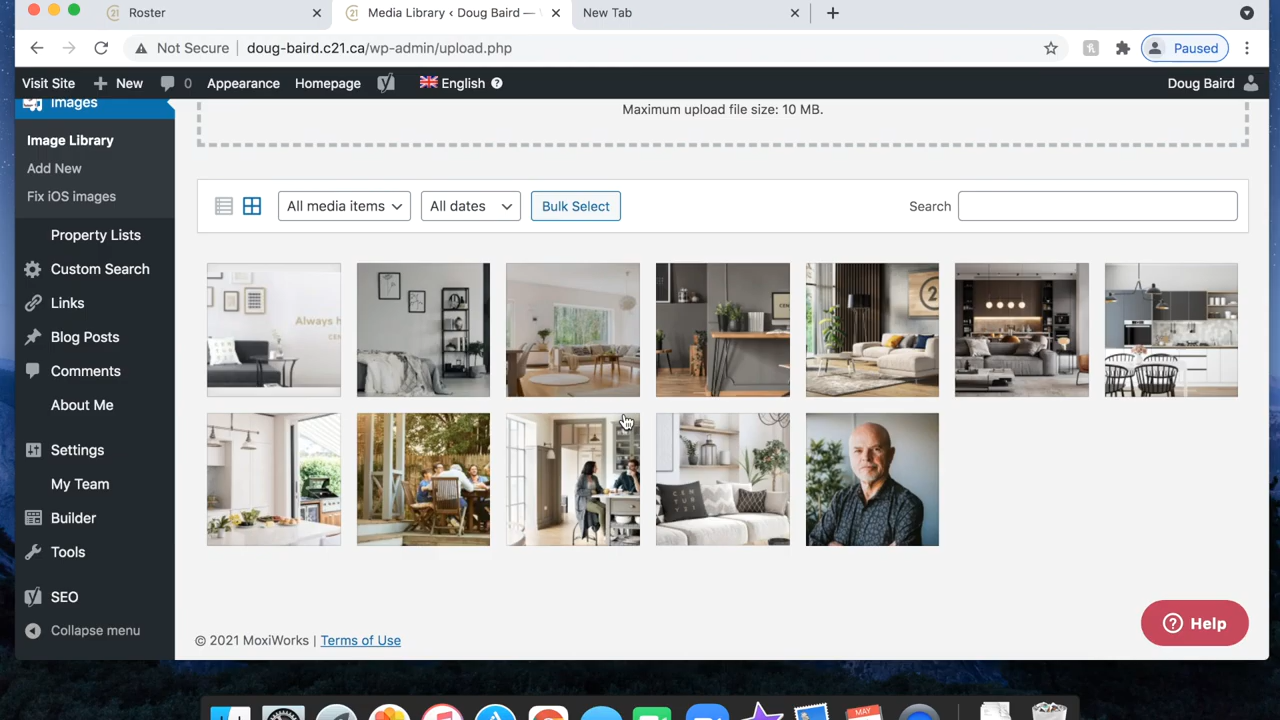 Roster
Media Library ‹ Doug Baird —
New Tab
Not Secure | doug-baird.c21.ca/wp-admin/upload.php
Paused
Visit Site
New
0
Appearance
Homepage
English
Doug Baird
Images
Maximum upload file size: 10 MB.
Image Library
Add New
Fix iOS images
Property Lists
Custom Search
Links
Blog Posts
Comments
About Me
Settings
My Team
Builder
Tools
SEO
Collapse menu
All media items
All dates
Bulk Select
Search
Always h
© 2021 MoxiWorks | Terms of Use
Help
MAY